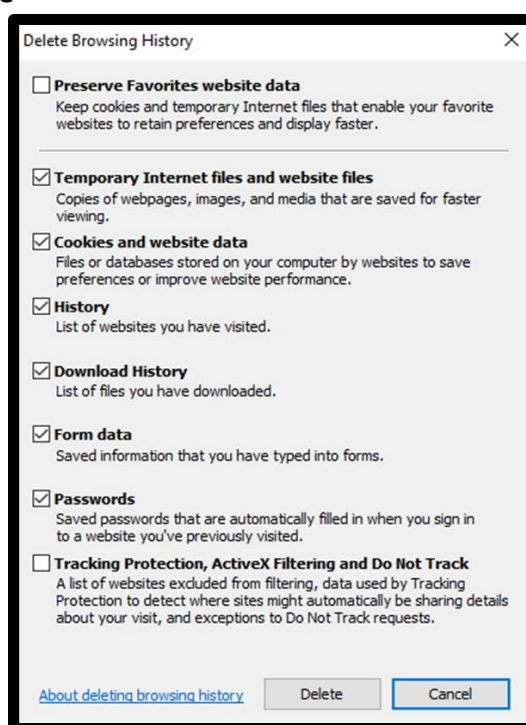 Delete Browsing History
Preserve Favorites website data
Keep cookies and temporary Internet files that enable your favorite
websites to retain preferences and display faster.
Temporary Internet files and website files
Copies of webpages, images, and media that are saved for faster
viewing.
Cookies and website data
Files or databases stored on your computer by websites to save
preferences or improve website performance.
History
List of websites you have visited.
Download History
List of files you have downloaded.
Form data
Saved information that you have typed into forms.
Passwords
Saved passwords that are automatically filled in when you sign in
to a website you've previously visited.
Tracking Protection, ActiveX Filtering and Do Not Track
A list of websites excluded from filtering, data used by Tracking
Protection to detect where sites might automatically be sharing details
about your visit, and exceptions to Do Not Track requests.
About deleting browsing history Delete Cancel